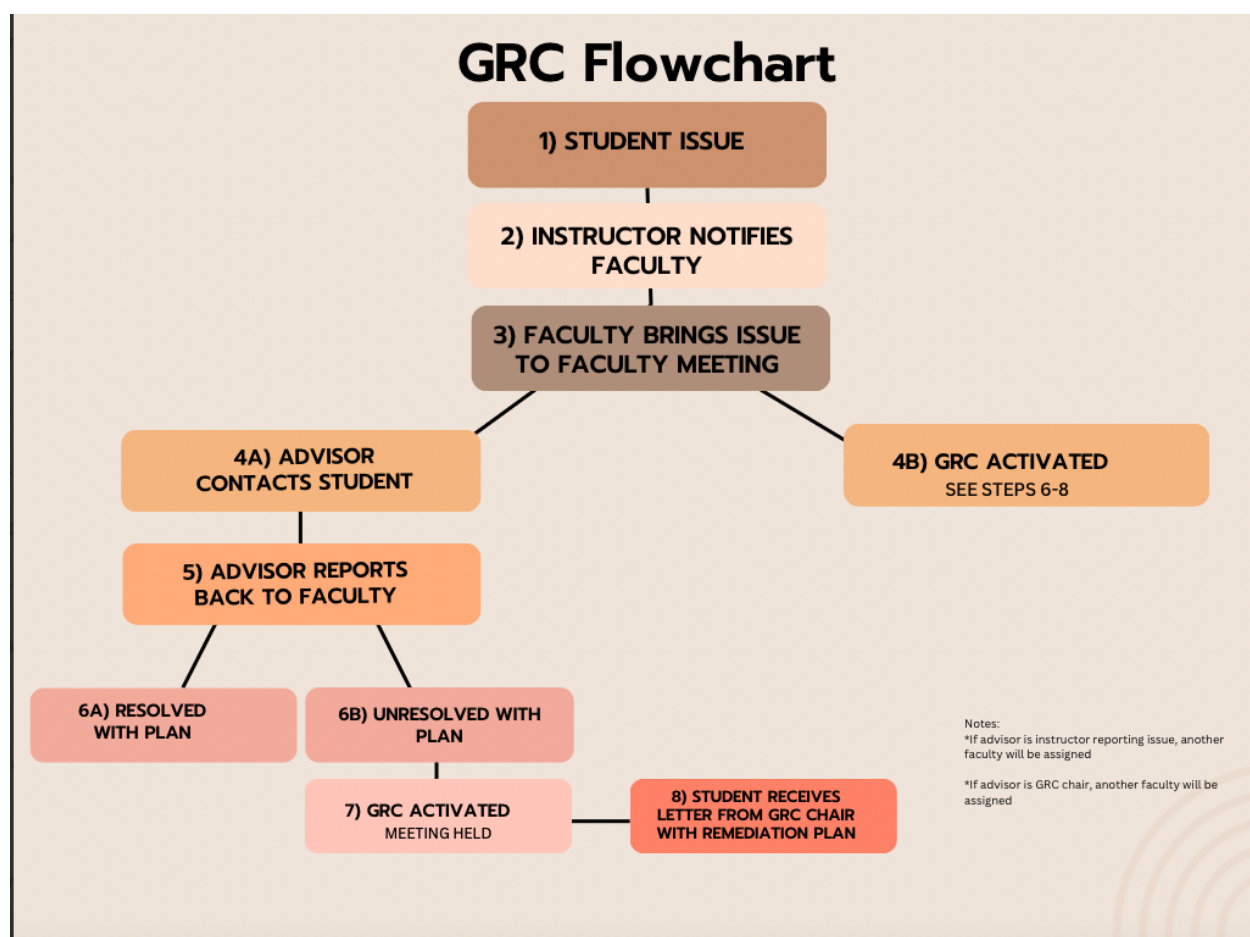 GRC Flowchart
1) STUDENT ISSUE
2) INSTRUCTOR NOTIFIES
FACULTY
3) FACULTY BRINGS ISSUE
TO FACULTY MEETING
4A) ADVISOR
CONTACTS STUDENT
4B) GRC ACTIVATED
SEE STEPS 6-8
5) ADVISOR REPORTS
BACK TO FACULTY
6A) RESOLVED
WITH PLAN
6B) UNRESOLVED WITH
PLAN
7) GRC ACTIVATED
MEETING HELD
8) STUDENT RECEIVES
LETTER FROM GRC CHAIR
WITH REMEDIATION PLAN
Notes:
*If advisor is instructor reporting issue, another
faculty will be assigned
*If advisor is GRC chair, another faculty will be
assigned